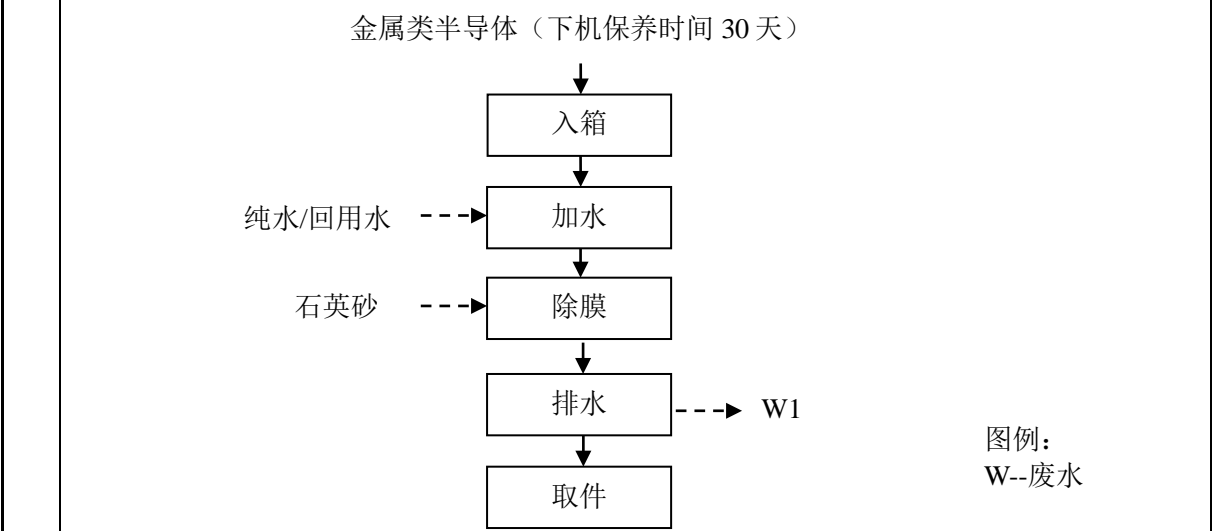 金属类半导体（下机保养时间 30 天）
入箱
纯水/回用水
加水
石英砂
除膜
排水
W1
图例：
W--废水
取件